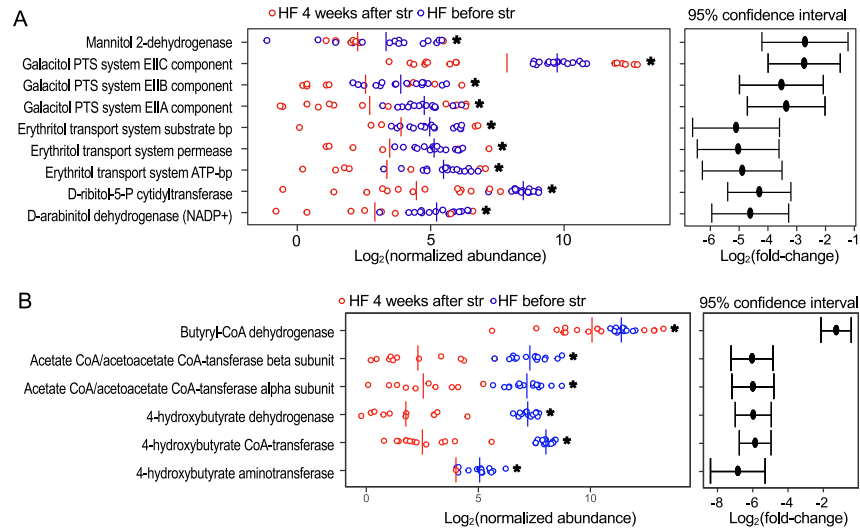 A
HF 4 weeks after str HF before str
95% confidence interval
Mannitol 2-dehydrogenase
Galacitol PTS system EIIC component
Galacitol PTS system EIIB component
Galacitol PTS system EIIA component
Erythritol transport system substrate bp
Erythritol transport system permease
Erythritol transport system ATP-bp
D-ribitol-5-P cytidyltransferase
D-arabinitol dehydrogenase (NADP+)
* * * * * * * * *
0 5 10
Log2(normalized abundance)
-6 -5 -4 -3 -2 -1
Log2(fold-change)
B
HF 4 weeks after str HF before str
95% confidence interval
Butyryl-CoA dehydrogenase
Acetate CoA/acetoacetate CoA-tansferase beta subunit
Acetate CoA/acetoacetate CoA-tansferase alpha subunit
4-hydroxybutyrate dehydrogenase
4-hydroxybutyrate CoA-transferase
4-hydroxybutyrate aminotransferase
* * * * * *
0 5 10
Log2(normalized abundance)
-8 -6 -4 -2
Log2(fold-change)